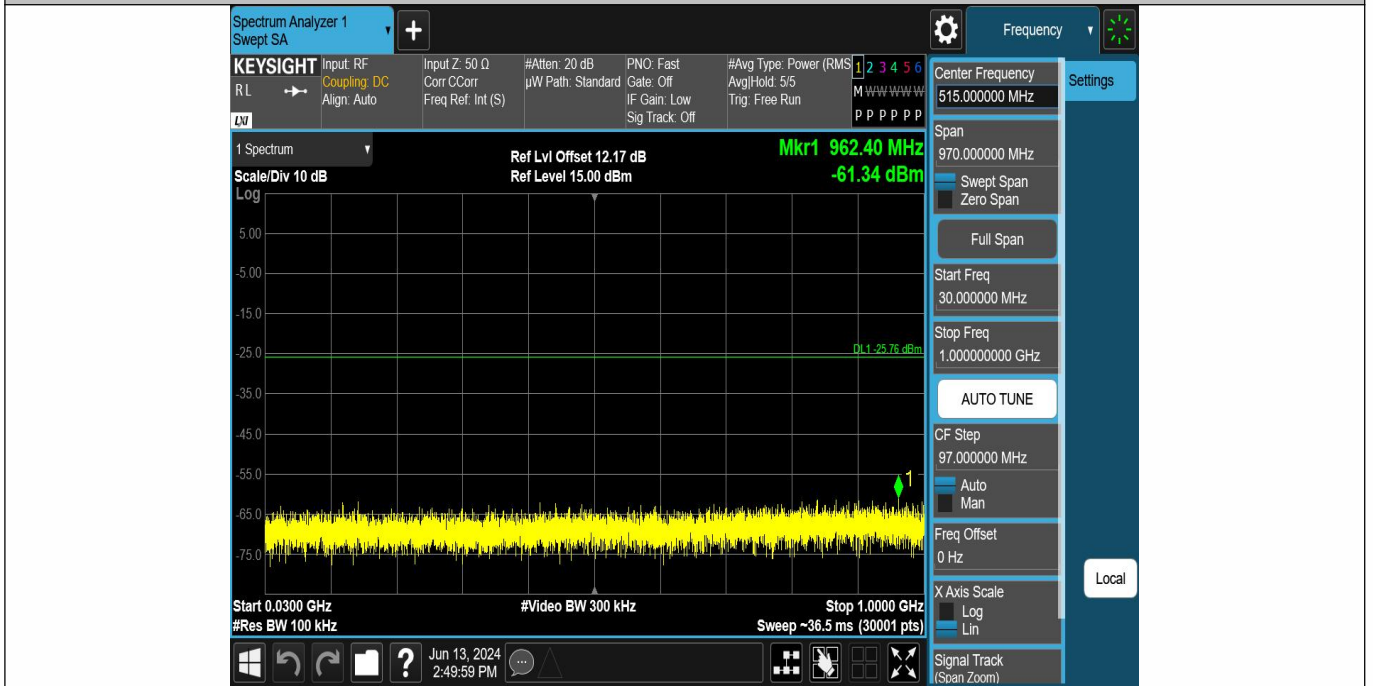 Spectrum Analyzer 1
Swept SA
+
Frequency
KEYSIGHT
RL
LXI
Input: RF
Coupling: DC
Align: Auto
Input Z: 50 Ω
Corr CCorr
Freq Ref: Int (S)
#Atten: 20 dB
µW Path: Standard
PNO: Fast
Gate: Off
IF Gain: Low
Sig Track: Off
#Avg Type: Power (RMS
Avg|Hold: 5/5
Trig: Free Run
1 2 3 4 5 6
M W W W W W
P P P P P P
1 Spectrum
Scale/Div 10 dB
Log
Ref Lvl Offset 12.17 dB
Ref Level 15.00 dBm
Mkr1 962.40 MHz
-61.34 dBm
5.00
-5.00
-15.0
-25.0
DL1 -25.76 dBm
-35.0
-45.0
-55.0
1
-65.0
-75.0
Start 0.0300 GHz
#Res BW 100 kHz
#Video BW 300 kHz
Stop 1.0000 GHz
Sweep ~36.5 ms (30001 pts)
Center Frequency
515.000000 MHz
Settings
Span
970.000000 MHz
Swept Span
Zero Span
Full Span
Start Freq
30.000000 MHz
Stop Freq
1.000000000 GHz
AUTO TUNE
CF Step
97.000000 MHz
Auto
Man
Freq Offset
0 Hz
X Axis Scale
Log
Lin
Signal Track
(Span Zoom)
Local
?
Jun 13, 2024
2:49:59 PM